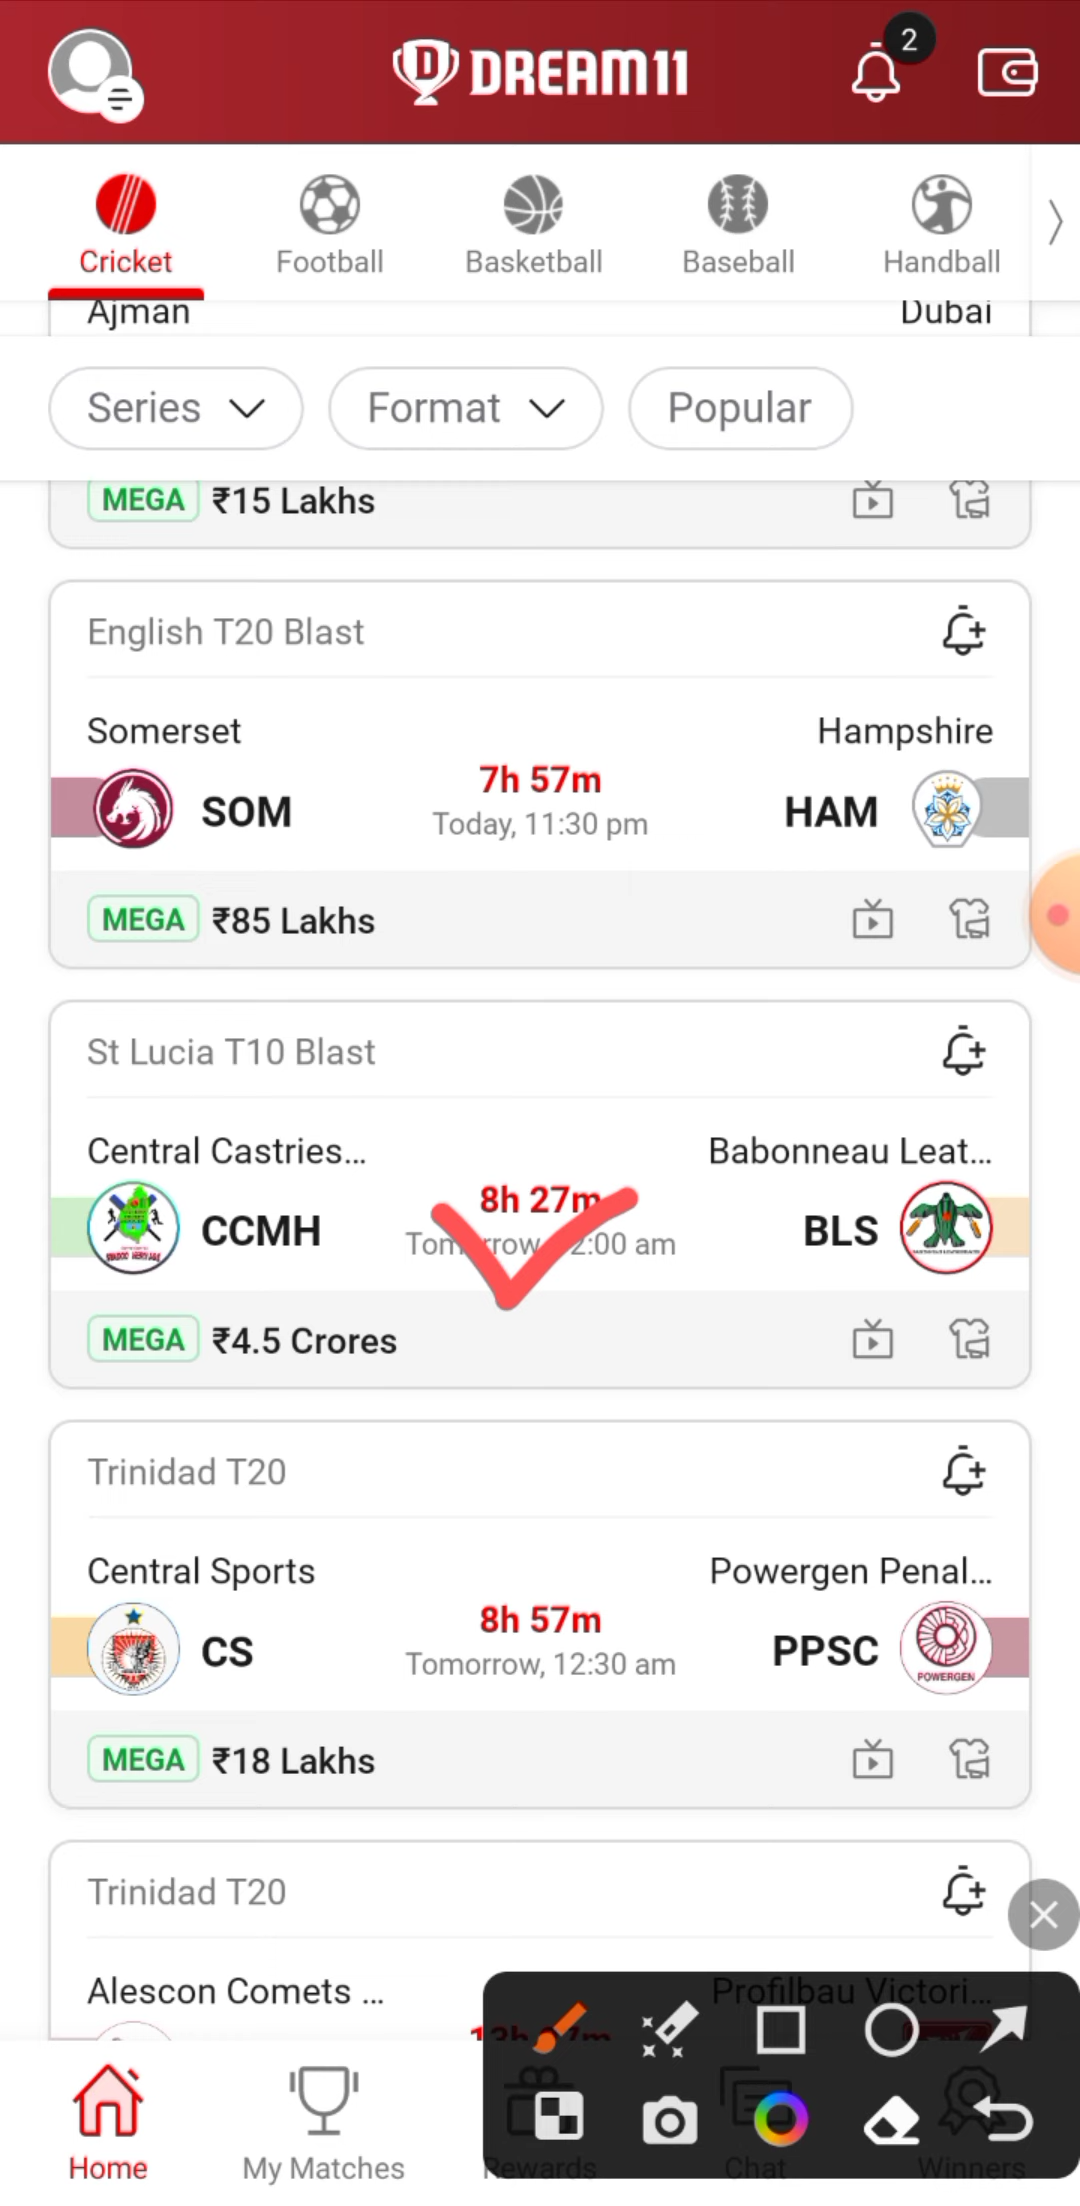 DREAM11
2
Cricket
Football
Basketball
Baseball
Handball
Ajman
Dubai
Series
Format
Popular
MEGA ₹15 Lakhs
English T20 Blast
Somerset
Hampshire
SOM
7h 57m
Today, 11:30 pm
HAM
MEGA ₹85 Lakhs
St Lucia T10 Blast
Central Castries...
Babonneau Leat...
CCMH
8h 27m
BLS
MEGA ₹4.5 Crores
Trinidad T20
Central Sports
Powergen Penal...
CS
8h 57m
Tomorrow, 12:30 am
PPSC
POWERGEN
MEGA ₹18 Lakhs
Trinidad T20
Alescon Comets ...
Profilbau Victori...
Home
My Matches
Rewards
Chat
Winners